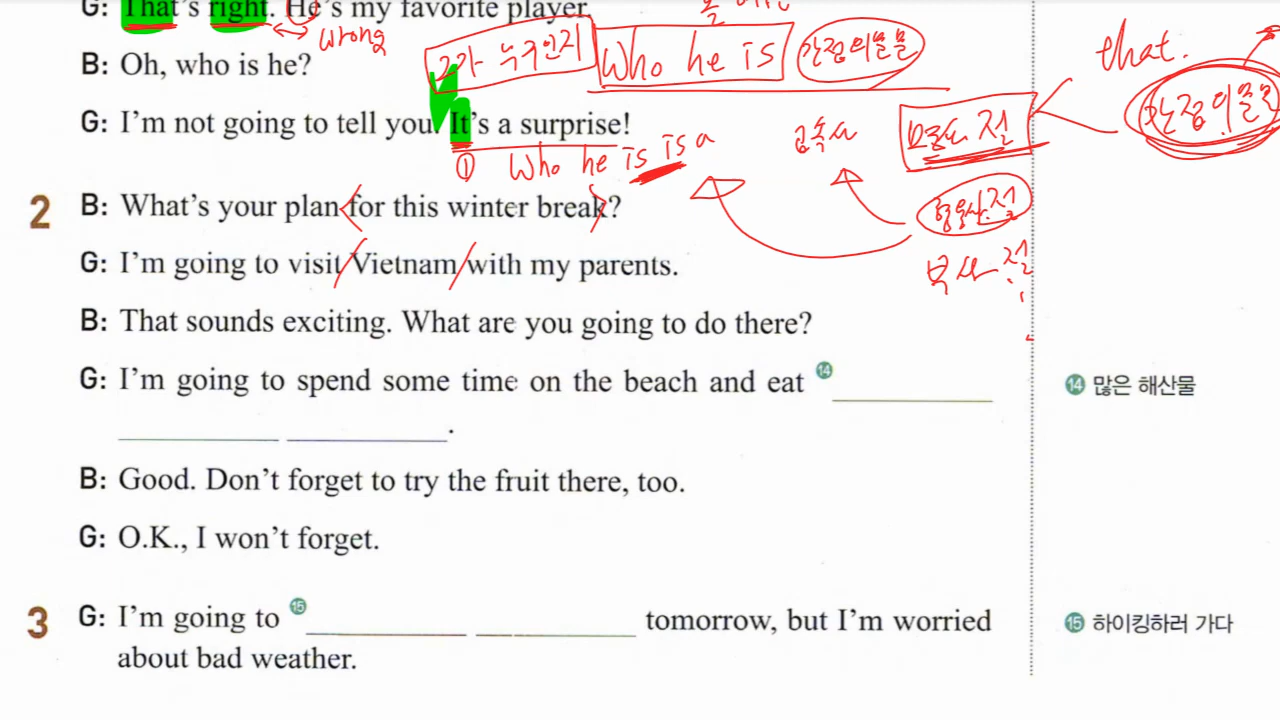 G: That's right. He's my favorite player.
wrong
that.
B: Oh, who is he?
그가 누구인지 Who he is 간접의문문
간접의문문
G: I'm not going to tell you. It's a surprise!
① Who he is is a
접속사
명사절
형용사절
부사절
2 B: What's your plan for this winter break?
G: I'm going to visit Vietnam with my parents.
B: That sounds exciting. What are you going to do there?
G: I'm going to spend some time on the beach and eat ⑭ ________
⑭ 많은 해산물
________ ________.
B: Good. Don't forget to try the fruit there, too.
G: O.K., I won't forget.
3 G: I'm going to ⑮ ________ ________ tomorrow, but I'm worried
⑮ 하이킹하러 가다
about bad weather.